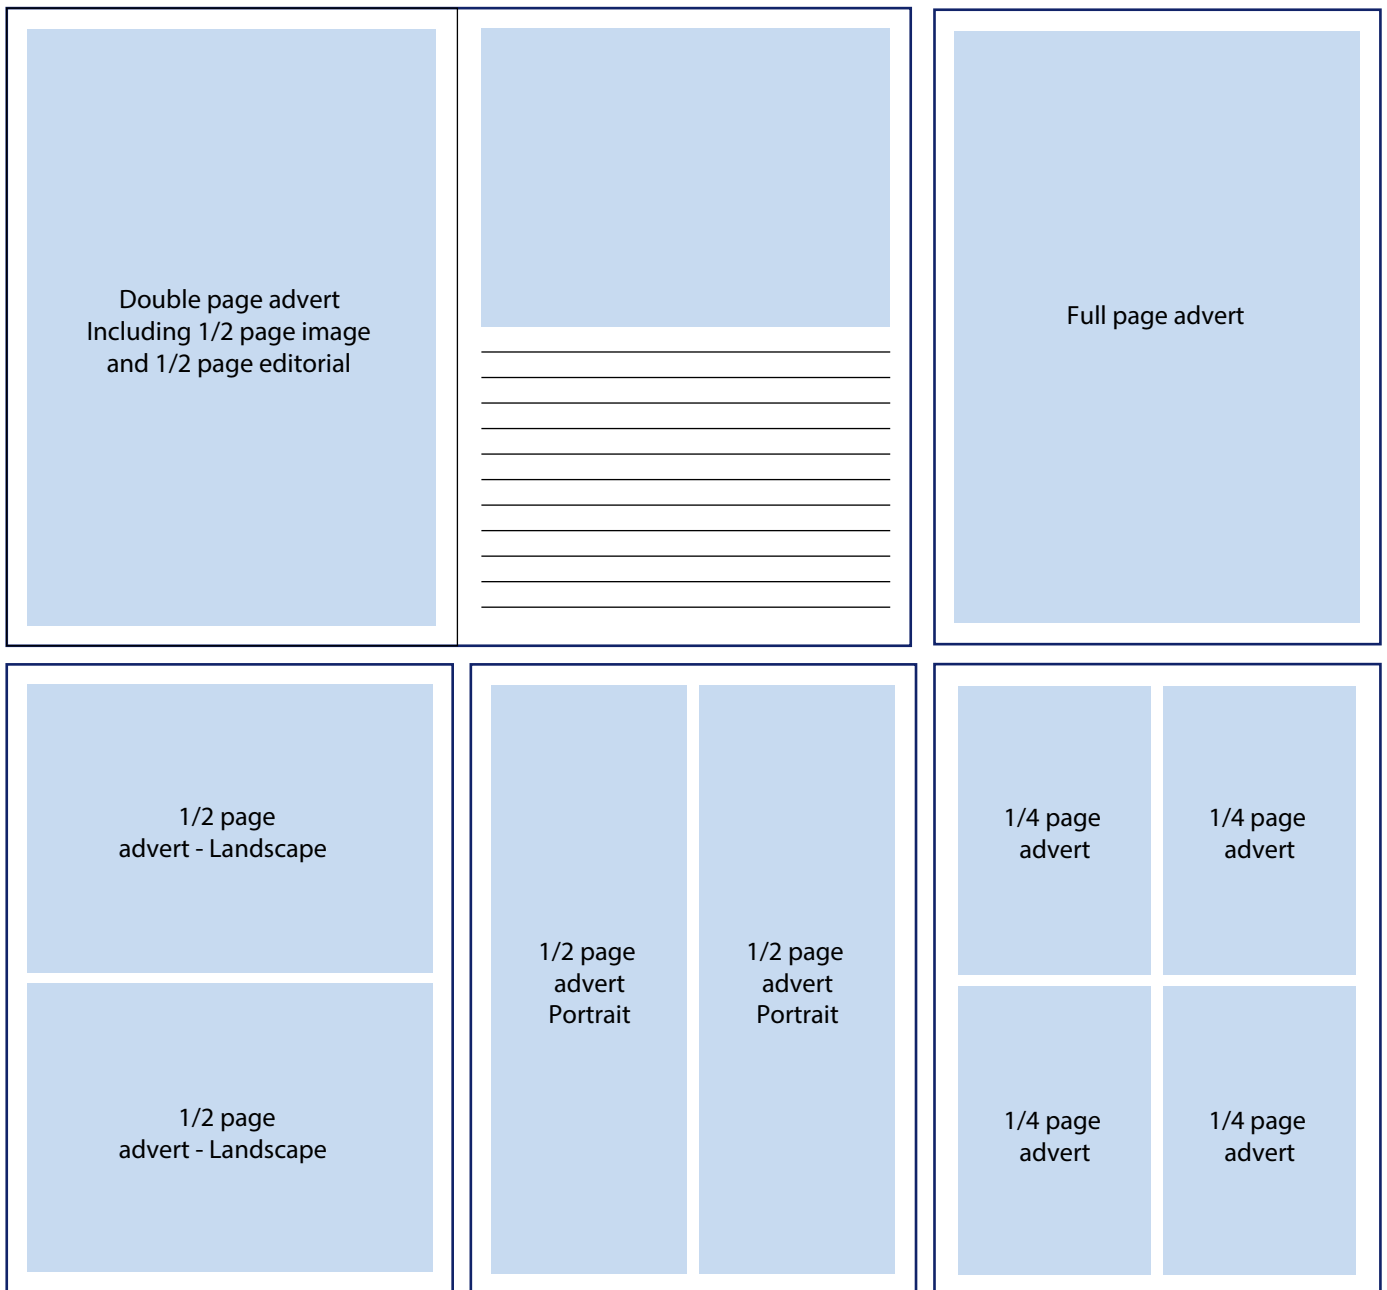 Double page advert
Including 1/2 page image
and 1/2 page editorial
Full page advert
1/2 page
advert - Landscape
1/2 page
advert - Landscape
1/2 page
advert
Portrait
1/2 page
advert
Portrait
1/4 page
advert
1/4 page
advert
1/4 page
advert
1/4 page
advert